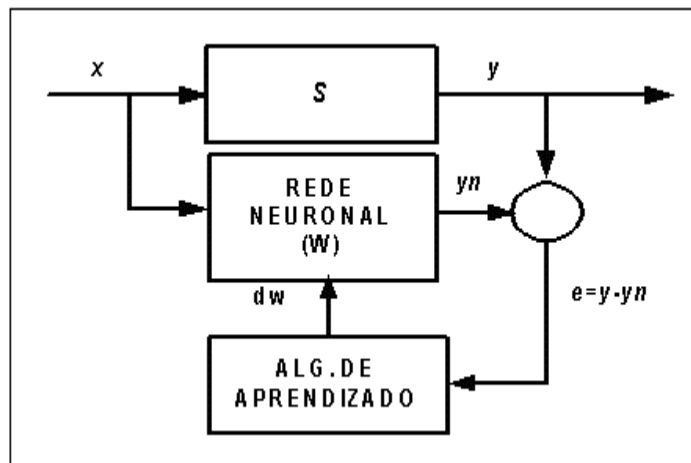 x
S
y
REDE
NEURONAL
(W)
yn
dw
e=y-yn
ALG.DE
APRENDIZADO